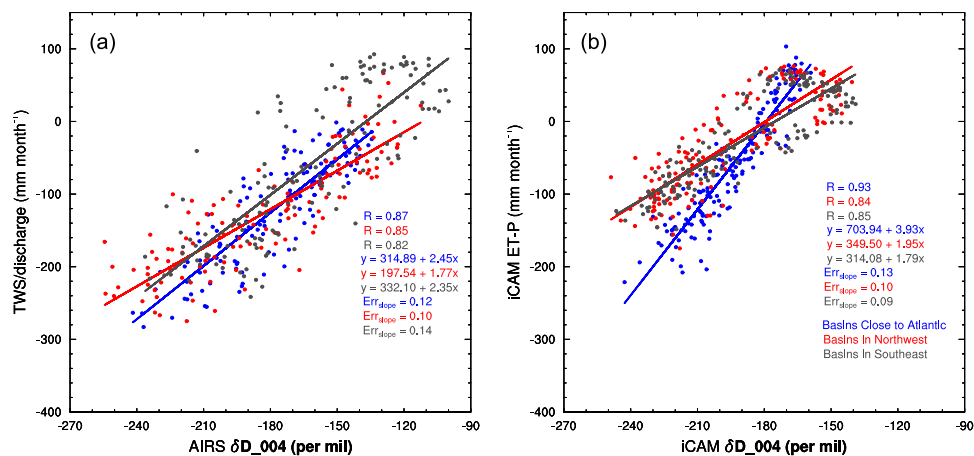 (a)
100
0
-100
-200
-300
-400
TWS/discharge (mm month⁻¹)
R = 0.87
R = 0.85
R = 0.82
y = 314.89 + 2.45x
y = 197.54 + 1.77x
y = 332.10 + 2.35x
Err_slope = 0.12
Err_slope = 0.10
Err_slope = 0.14
-270 -240 -210 -180 -150 -120 -90
AIRS δD_004 (per mil)
(b)
100
0
-100
-200
-300
-400
iCAM ET-P (mm month⁻¹)
R = 0.93
R = 0.84
R = 0.85
y = 703.94 + 3.93x
y = 349.50 + 1.95x
y = 314.08 + 1.79x
Err_slope = 0.13
Err_slope = 0.10
Err_slope = 0.09
Basins Close to Atlantic
Basins In Northwest
Basins In Southeast
-270 -240 -210 -180 -150 -120 -90
iCAM δD_004 (per mil)